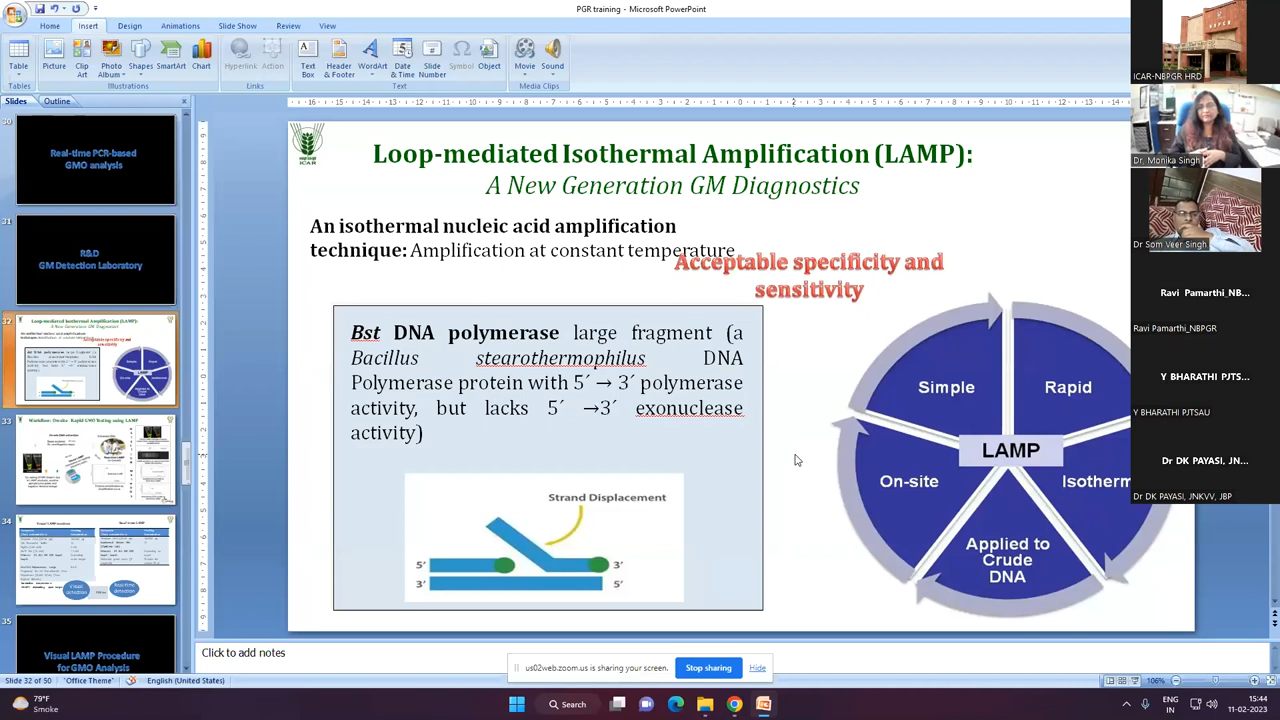 PGR training - Microsoft PowerPoint
Home Insert Design Animations Slide Show Review View
Table Picture Clip Art Photo Album Shapes SmartArt Chart Hyperlink Action Text Box Header & Footer WordArt Date & Time Slide Number Symbol Object Movie Sound
Tables Illustrations Links Text Media Clips
Slides Outline
30
Real-time PCR-based
GMO analysis
31
R&D
GM Detection Laboratory
33
34
35
Visual LAMP Procedure
for GMO Analysis
ICAR
Loop-mediated Isothermal Amplification (LAMP):
A New Generation GM Diagnostics
An isothermal nucleic acid amplification
technique: Amplification at constant temperature
Acceptable specificity and
sensitivity
Bst DNA polymerase large fragment (a
Bacillus stearothermophilus DNA
Polymerase protein with 5´ → 3´ polymerase
activity, but lacks 5´ →3´ exonuclease
activity)
Strand Displacement
5' 3'
3' 5'
Simple
Rapid
LAMP
On-site
Isotherm
Applied to
Crude
DNA
ICAR-NBPGR HRD
Dr. Monika Singh
Dr Som Veer Singh
Ravi Pamarthi_NB...
Ravi Pamarthi_NBPGR
Y BHARATHI PJTS...
Y BHARATHI PJTSAU
Dr DK PAYASI, JN...
Dr DK PAYASI, JNKVV, JBP
Click to add notes
us02web.zoom.us is sharing your screen. Stop sharing Hide
Slide 32 of 50 'Office Theme' English (United States) 106%
79°F
Smoke
Search
ENG
IN
15:44
11-02-2023